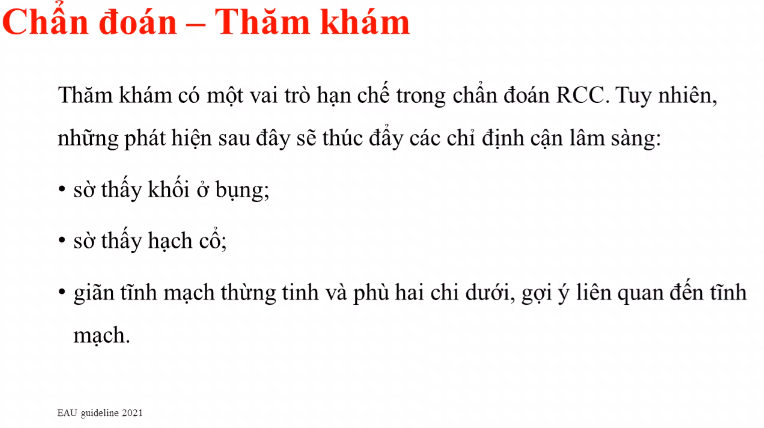 Chẩn đoán – Thăm khám
Thăm khám có một vai trò hạn chế trong chẩn đoán RCC. Tuy nhiên,
những phát hiện sau đây sẽ thúc đẩy các chỉ định cận lâm sàng:
• sờ thấy khối ở bụng;
• sờ thấy hạch cổ;
• giãn tĩnh mạch thừng tinh và phù hai chi dưới, gợi ý liên quan đến tĩnh
mạch.
EAU guideline 2021